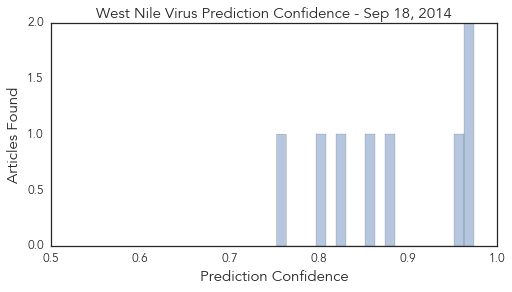 West Nile Virus Prediction Confidence - Sep 18, 2014
2.0
1.5
1.0
0.5
0.0
Articles Found
0.5 0.6 0.7 0.8 0.9 1.0
Prediction Confidence